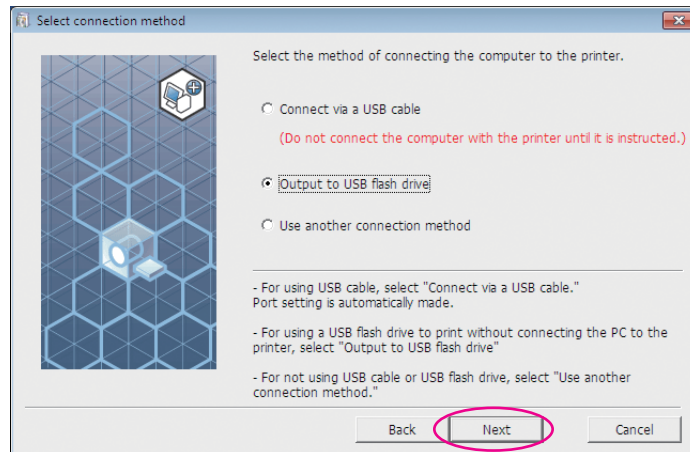 Select connection method
Select the method of connecting the computer to the printer.
Connect via a USB cable
(Do not connect the computer with the printer until it is instructed.)
Output to USB flash drive
Use another connection method
- For using USB cable, select "Connect via a USB cable."
Port setting is automatically made.
- For using a USB flash drive to print without connecting the PC to the
printer, select "Output to USB flash drive"
- For not using USB cable or USB flash drive, select "Use another
connection method."
Back
Next
Cancel